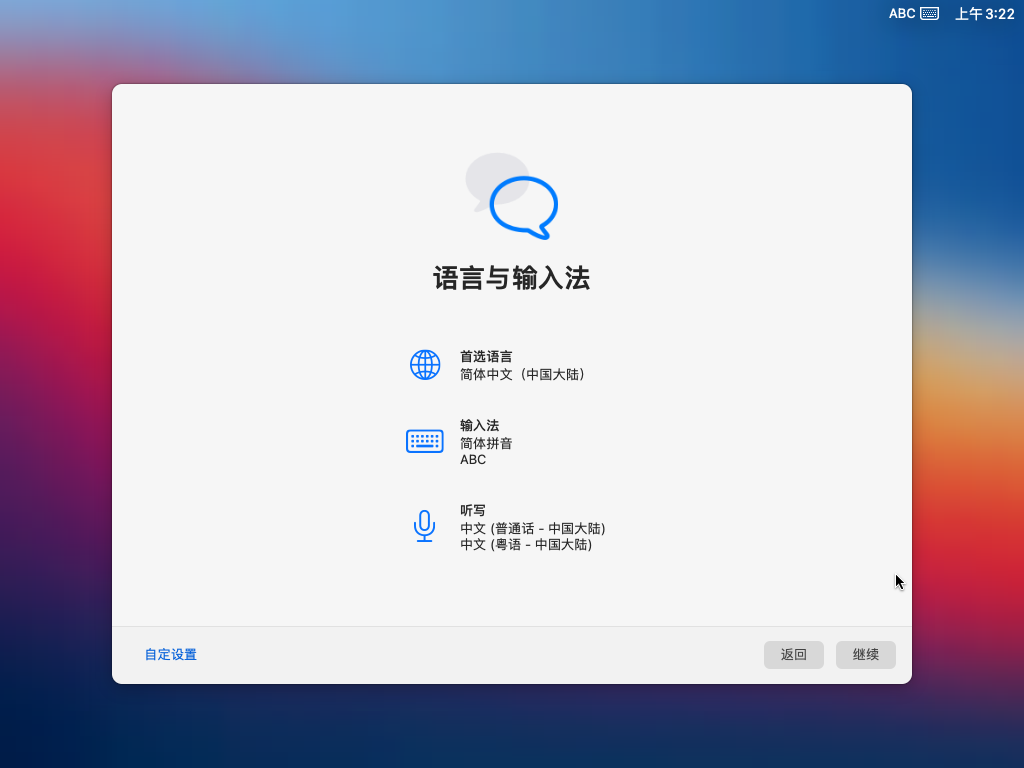 ABC 上午3:22
语言与输入法
首选语言
简体中文（中国大陆）
输入法
简体拼音
ABC
听写
中文 (普通话 - 中国大陆)
中文 (粤语 - 中国大陆)
自定设置 返回 继续